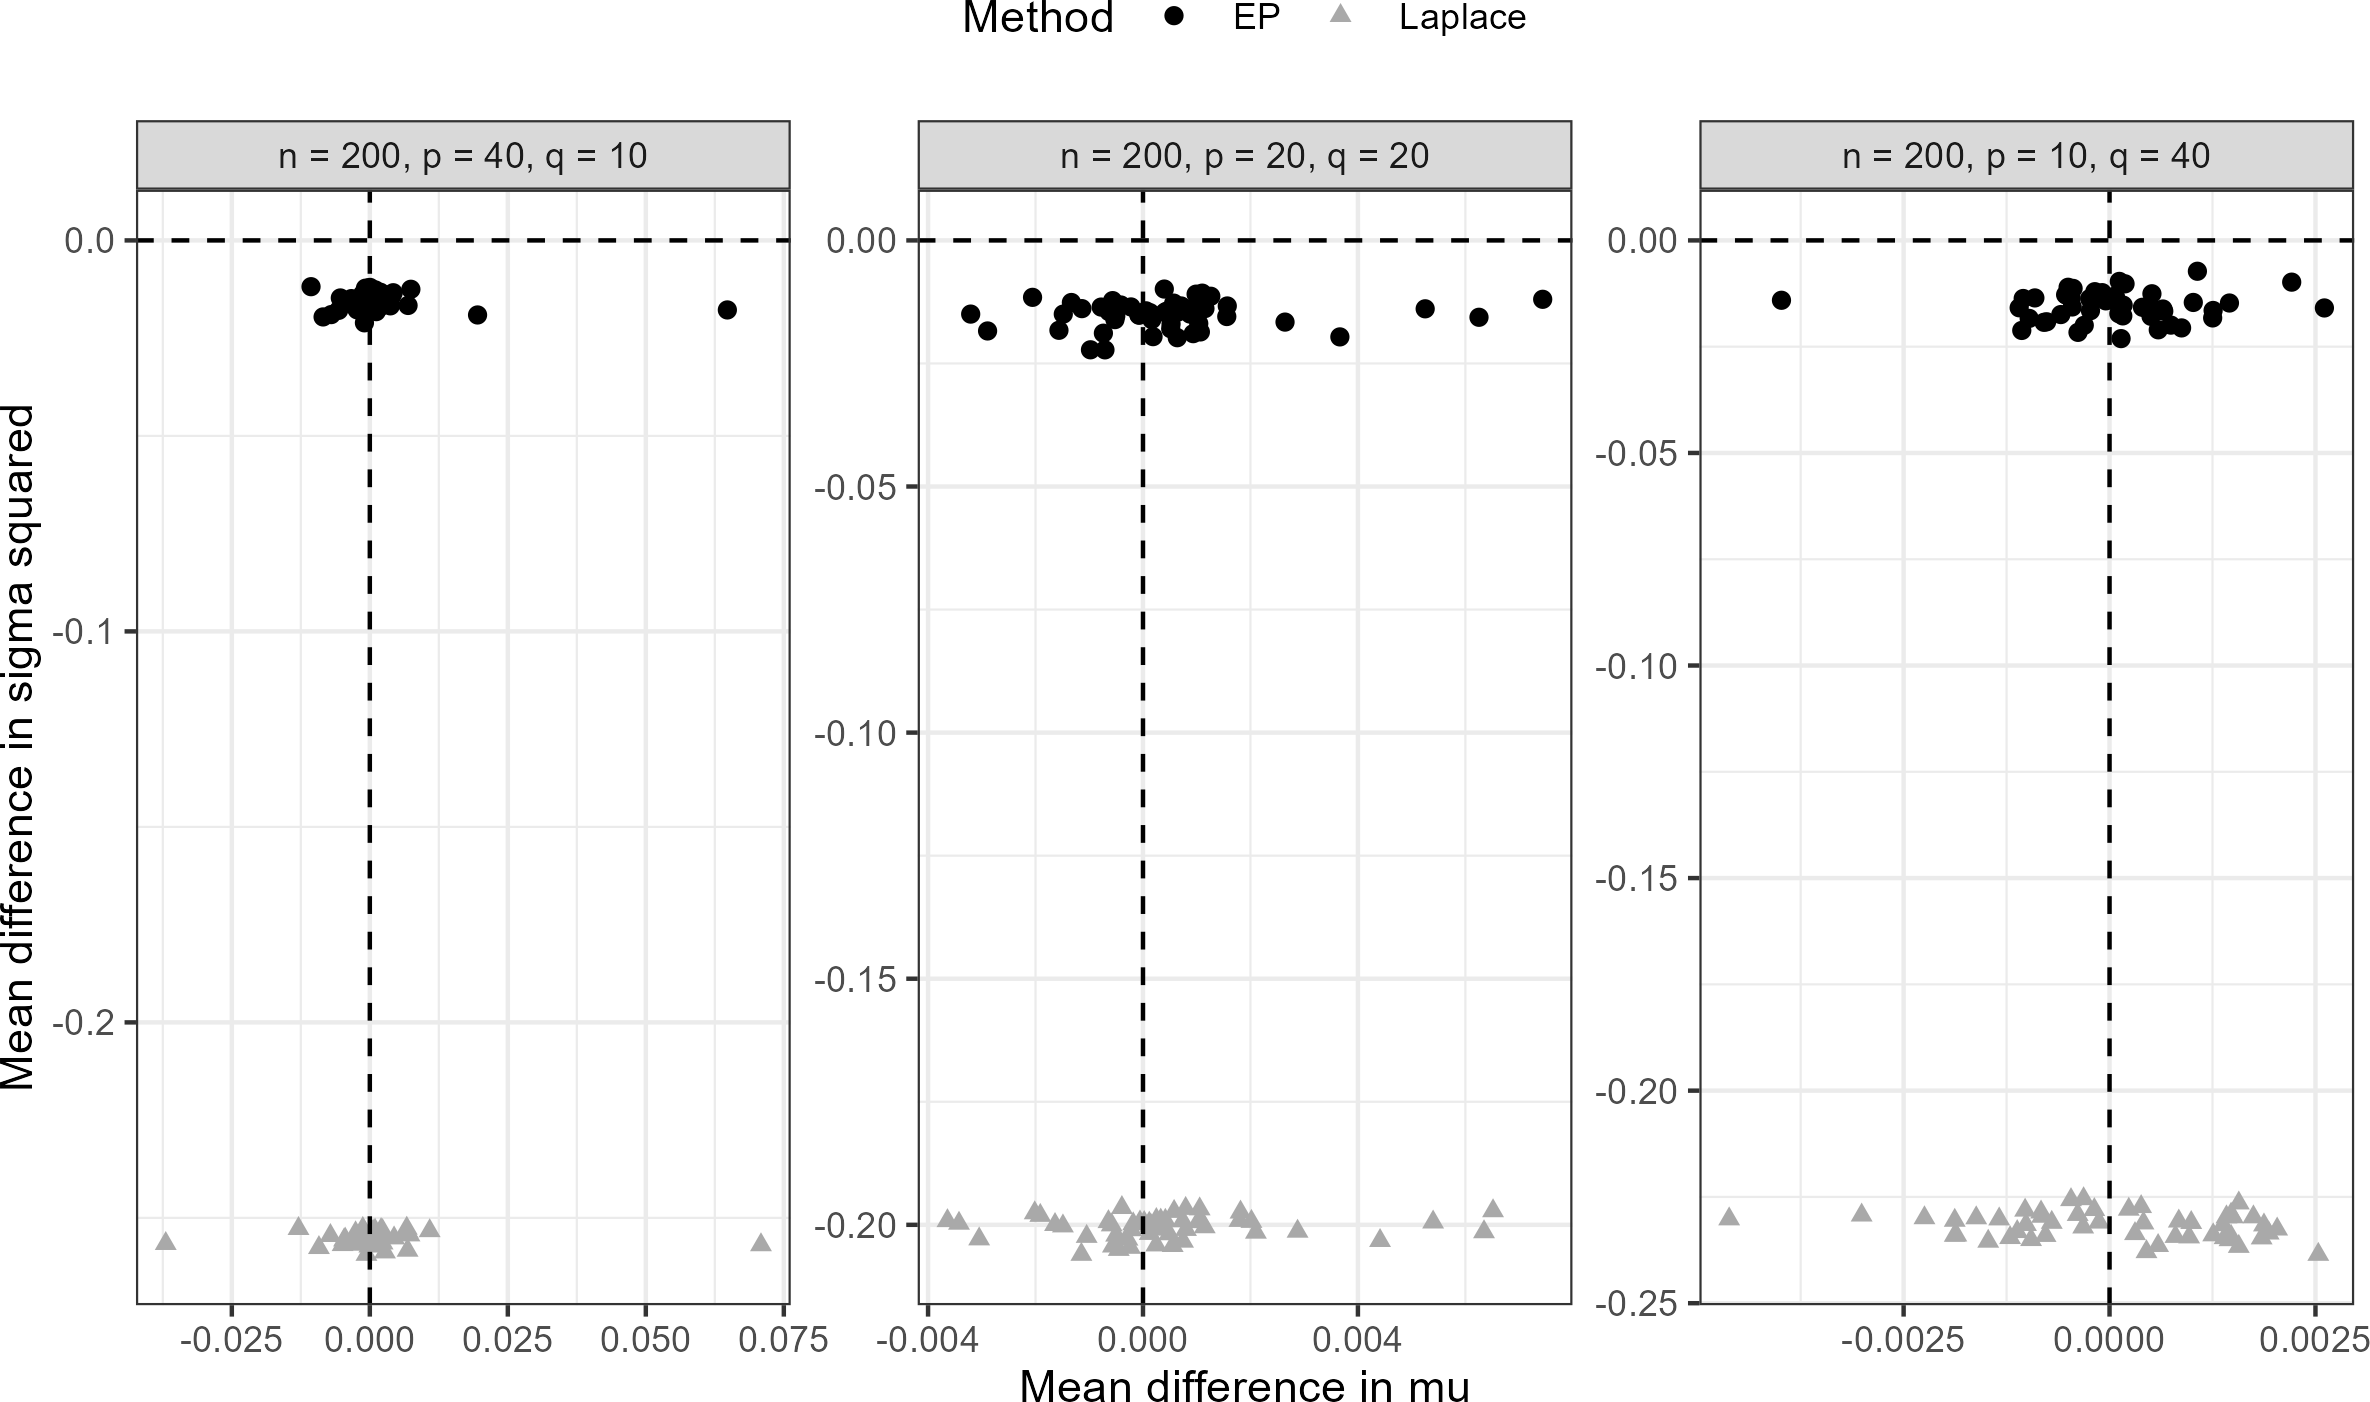 Method EP Laplace
n = 200, p = 40, q = 10
n = 200, p = 20, q = 20
n = 200, p = 10, q = 40
Mean difference in sigma squared
0.0
-0.1
-0.2
0.00
-0.05
-0.10
-0.15
-0.20
0.00
-0.05
-0.10
-0.15
-0.20
-0.25
-0.025 0.000 0.025 0.050 0.075
-0.004 0.000 0.004
-0.0025 0.0000 0.0025
Mean difference in mu